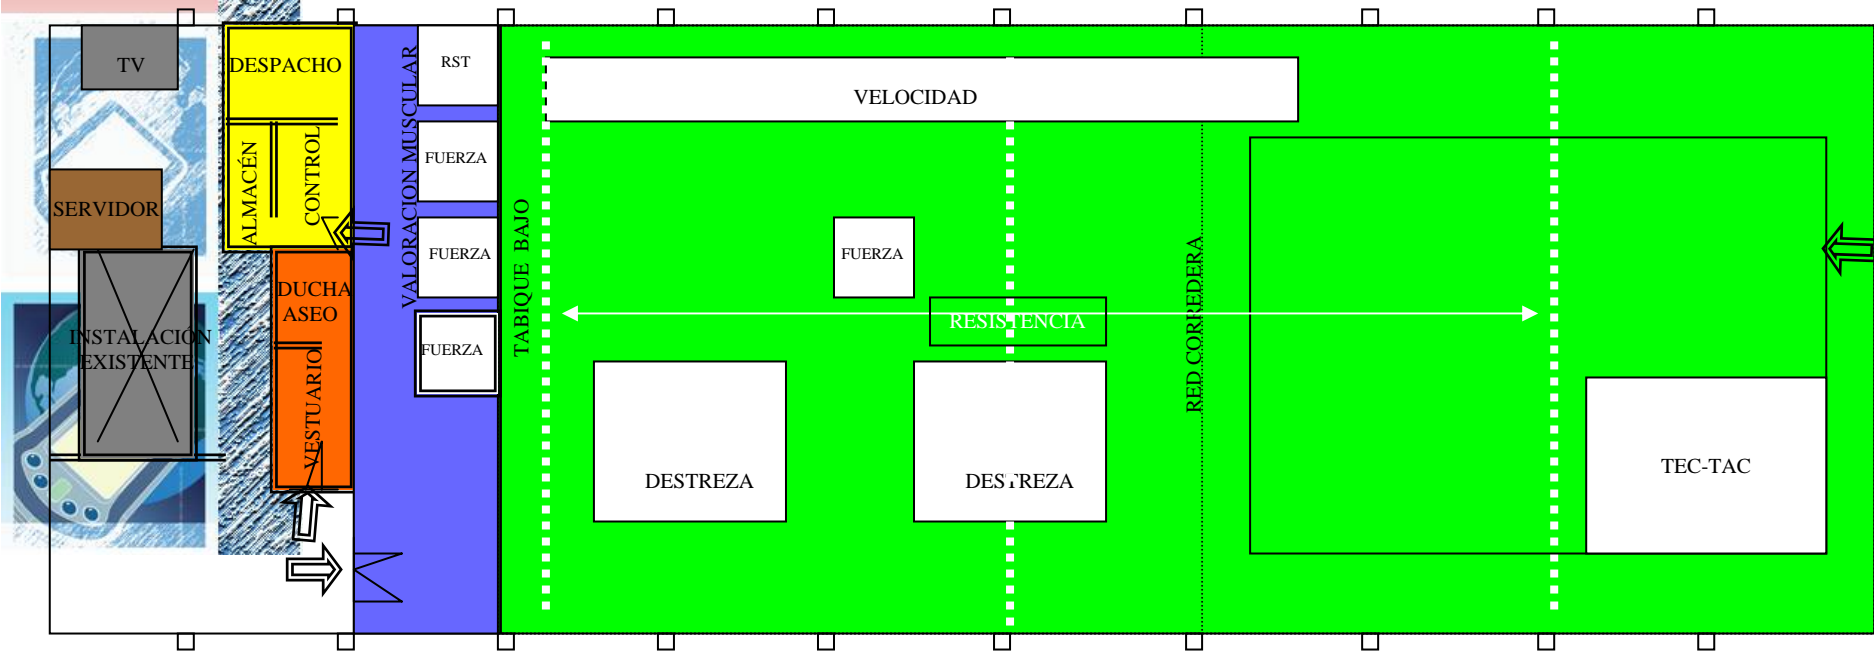 TV
DESPACHO
ALMACÉN
CONTROL
SERVIDOR
INSTALACIÓN
EXISTENTE
DUCHA
ASEO
VESTUARIO
VALORACION MUSCULAR
RST
FUERZA
FUERZA
FUERZA
TABIQUE BAJO
VELOCIDAD
FUERZA
RESISTENCIA
DESTREZA
DESTREZA
RED CORREDERA
TEC-TAC